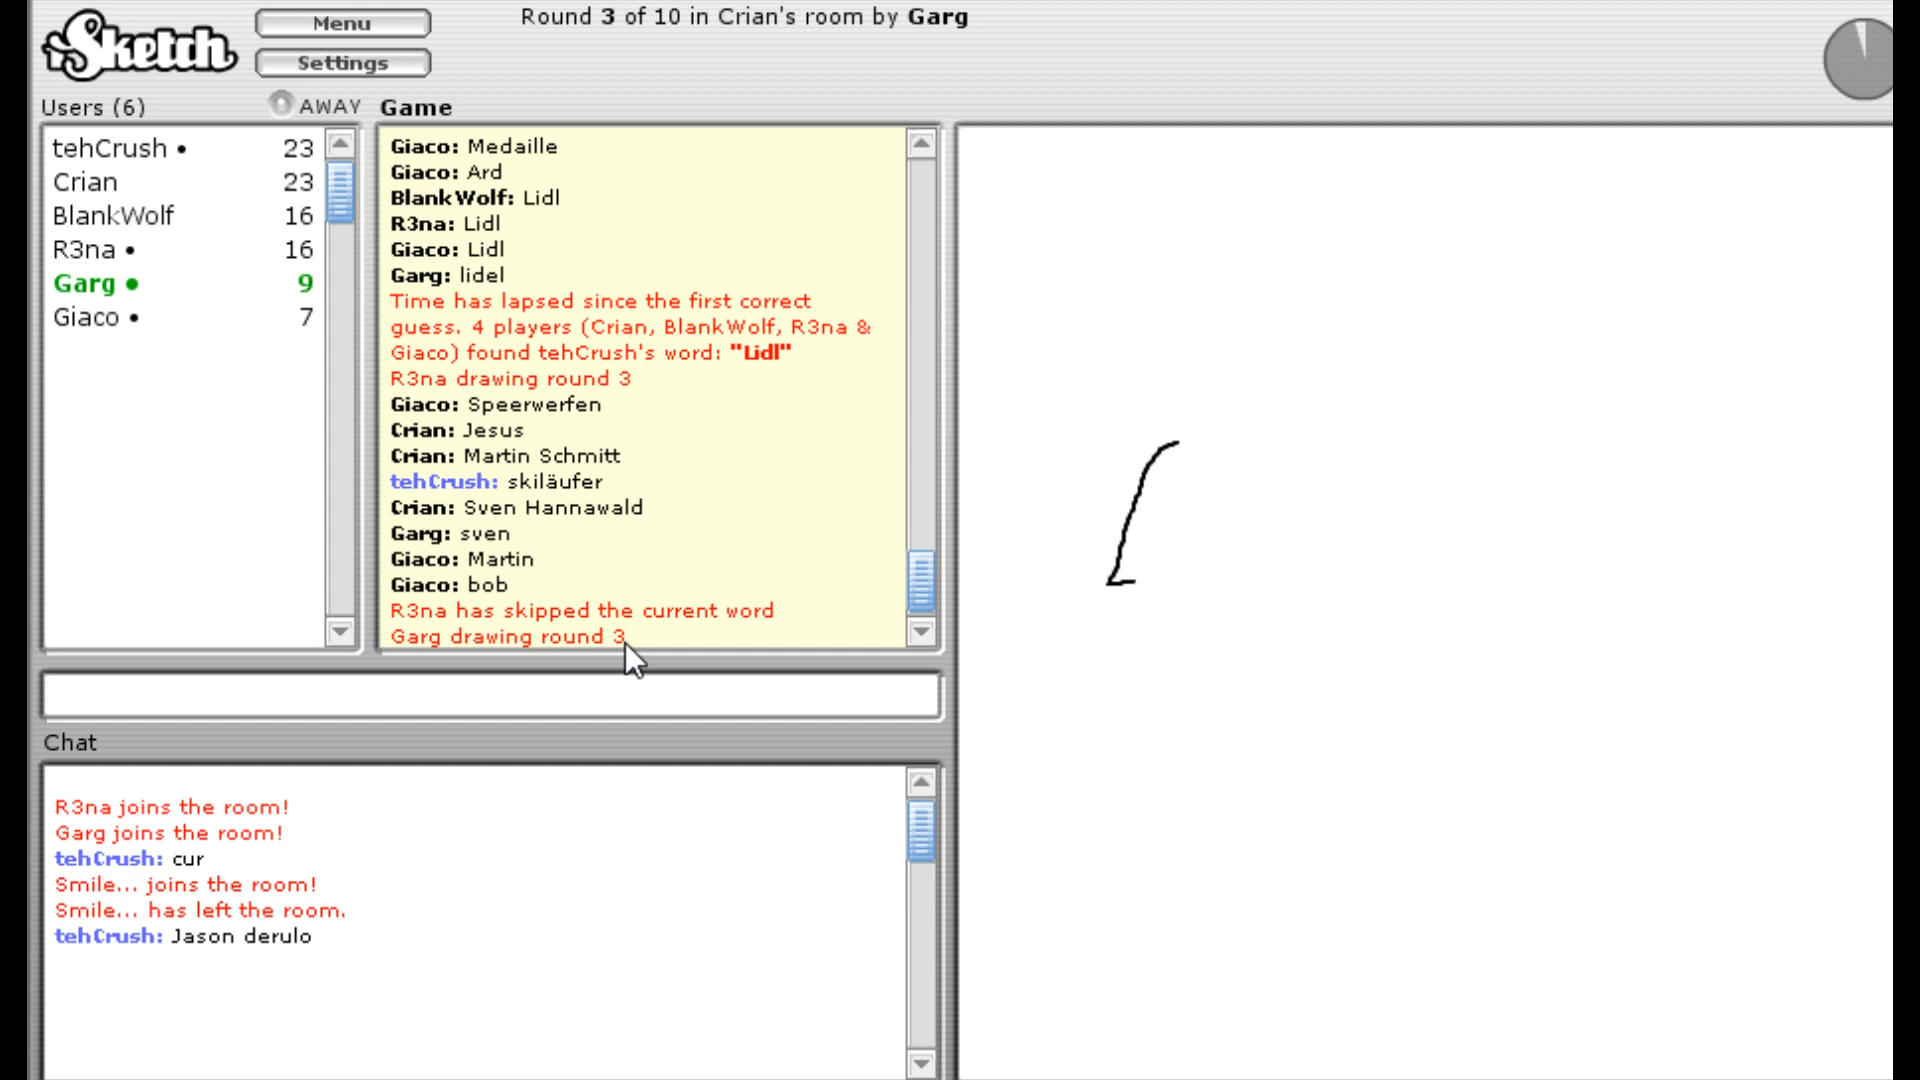 iSketch
Menu
Settings
Round 3 of 10 in Crian's room by Garg
Users (6)
AWAY
tehCrush • 23
Crian 23
BlankWolf 16
R3na • 16
Garg • 9
Giaco • 7
Game
Giaco: Medaille
Giaco: Ard
BlankWolf: Lidl
R3na: Lidl
Giaco: Lidl
Garg: lidel
Time has lapsed since the first correct
guess. 4 players (Crian, BlankWolf, R3na &
Giaco) found tehCrush's word: "Lidl"
R3na drawing round 3
Giaco: Speerwerfen
Crian: Jesus
Crian: Martin Schmitt
tehCrush: skiläufer
Crian: Sven Hannawald
Garg: sven
Giaco: Martin
Giaco: bob
R3na has skipped the current word
Garg drawing round 3
Chat
R3na joins the room!
Garg joins the room!
tehCrush: cur
Smile... joins the room!
Smile... has left the room.
tehCrush: Jason derulo